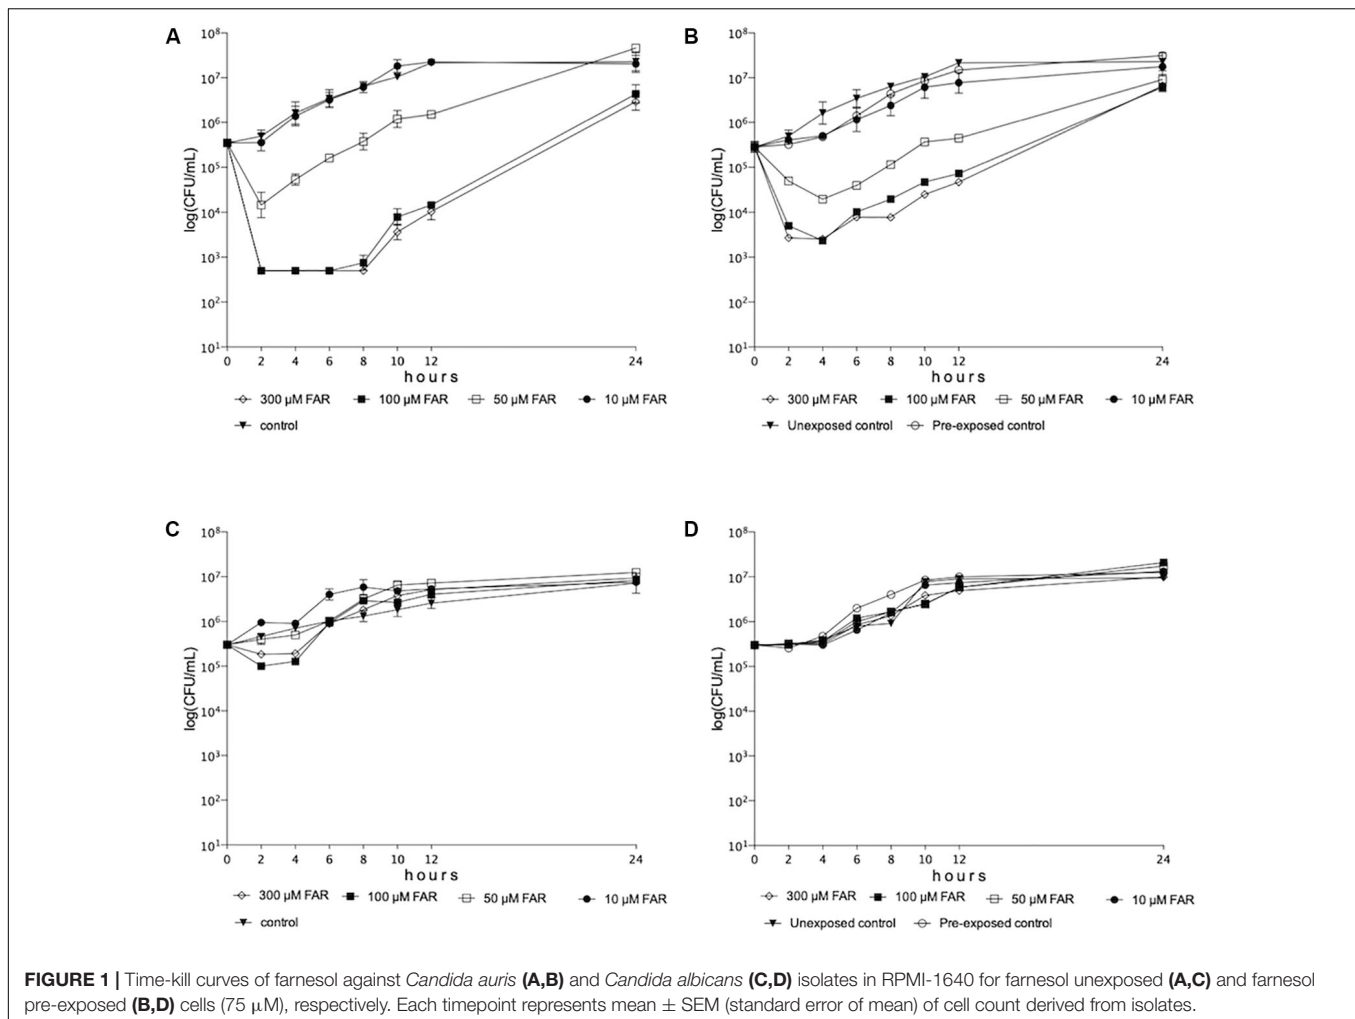 A
10⁸
10⁷
10⁶
10⁵
10⁴
10³
10²
10¹
log(CFU/mL)
0 2 4 6 8 10 12 24
hours
300 µM FAR 100 µM FAR 50 µM FAR 10 µM FAR
control
B
10⁸
10⁷
10⁶
10⁵
10⁴
10³
10²
10¹
log(CFU/mL)
0 2 4 6 8 10 12 24
hours
300 µM FAR 100 µM FAR 50 µM FAR 10 µM FAR
Unexposed control Pre-exposed control
C
10⁸
10⁷
10⁶
10⁵
10⁴
10³
10²
10¹
log(CFU/mL)
0 2 4 6 8 10 12 24
hours
300 µM FAR 100 µM FAR 50 µM FAR 10 µM FAR
control
D
10⁸
10⁷
10⁶
10⁵
10⁴
10³
10²
10¹
log(CFU/mL)
0 2 4 6 8 10 12 24
hours
300 µM FAR 100 µM FAR 50 µM FAR 10 µM FAR
Unexposed control Pre-exposed control
FIGURE 1 | Time-kill curves of farnesol against Candida auris (A,B) and Candida albicans (C,D) isolates in RPMI-1640 for farnesol unexposed (A,C) and farnesol
pre-exposed (B,D) cells (75 µM), respectively. Each timepoint represents mean ± SEM (standard error of mean) of cell count derived from isolates.